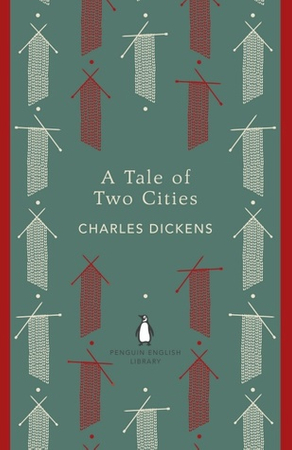 A Tale of
Two Cities
CHARLES DICKENS
PENGUIN ENGLISH
LIBRARY